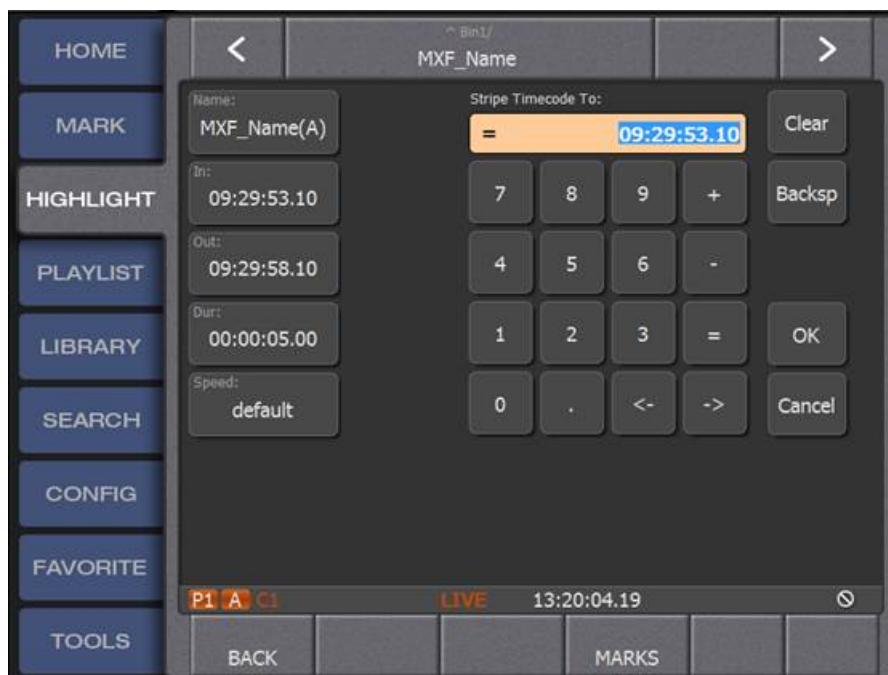 HOME
MARK
HIGHLIGHT
PLAYLIST
LIBRARY
SEARCH
CONFIG
FAVORITE
TOOLS
<
^ Bin1/
MXF_Name
>
Name:
MXF_Name(A)
In:
09:29:53.10
Out:
09:29:58.10
Dur:
00:00:05.00
Speed:
default
Stripe Timecode To:
= 09:29:53.10
Clear
7 8 9 + Backsp
4 5 6 -
1 2 3 = OK
0 . <- -> Cancel
P1 A C1 LIVE 13:20:04.19
BACK MARKS